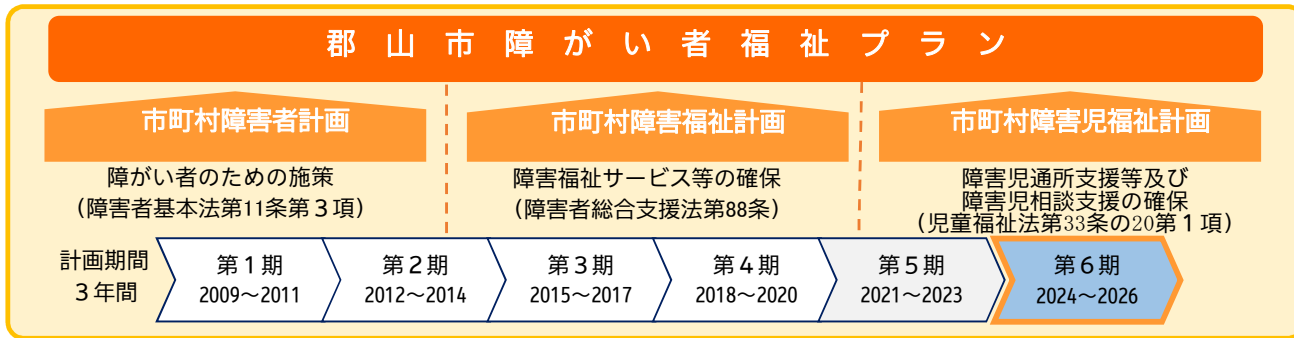 郡山市障がい者福祉プラン
市町村障害者計画
市町村障害福祉計画
市町村障害児福祉計画
障がい者のための施策
(障害者基本法第11条第3項)
障害福祉サービス等の確保
(障害者総合支援法第88条)
障害児通所支援等及び
障害児相談支援の確保
(児童福祉法第33条の20第1項)
計画期間
3年間
第1期
2009~2011
第2期
2012~2014
第3期
2015~2017
第4期
2018~2020
第5期
2021~2023
第6期
2024~2026